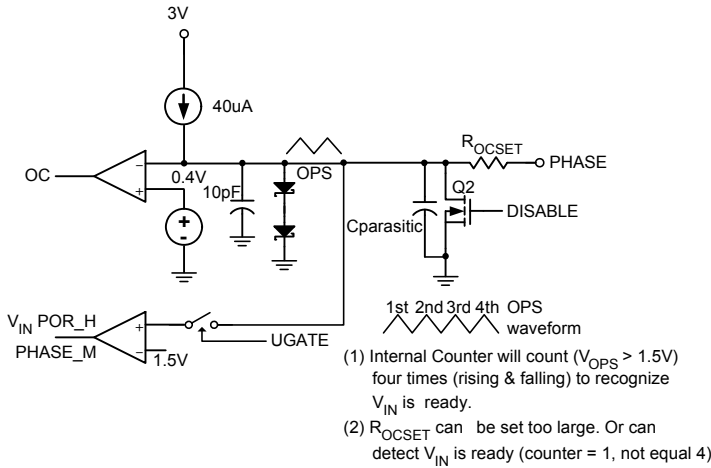 3V
40uA
R_OCSET
PHASE
OC
−
+
0.4V
10pF
OPS
Q2
+
-
Cparasitic
DISABLE
V_IN POR_H
PHASE_M
+
−
1.5V
UGATE
1st 2nd 3rd 4th OPS
waveform
(1) Internal Counter will count (V_OPS > 1.5V)
four times (rising & falling) to recognize
V_IN is ready.
(2) R_OCSET can be set too large. Or can
detect V_IN is ready (counter = 1, not equal 4)